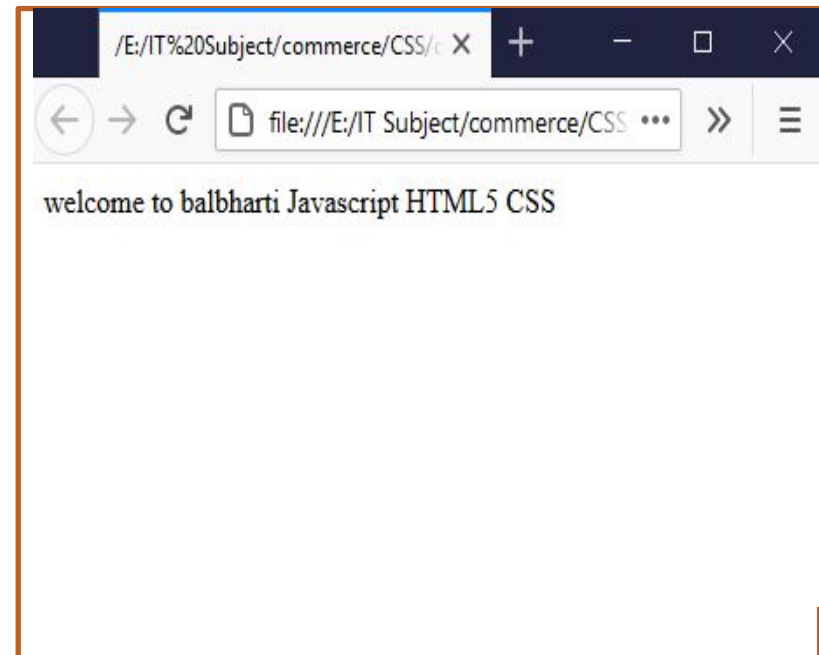 /E:/IT%20Subject/commerce/CSS/
file:///E:/IT Subject/commerce/CSS
welcome to balbharti Javascript HTML5 CSS